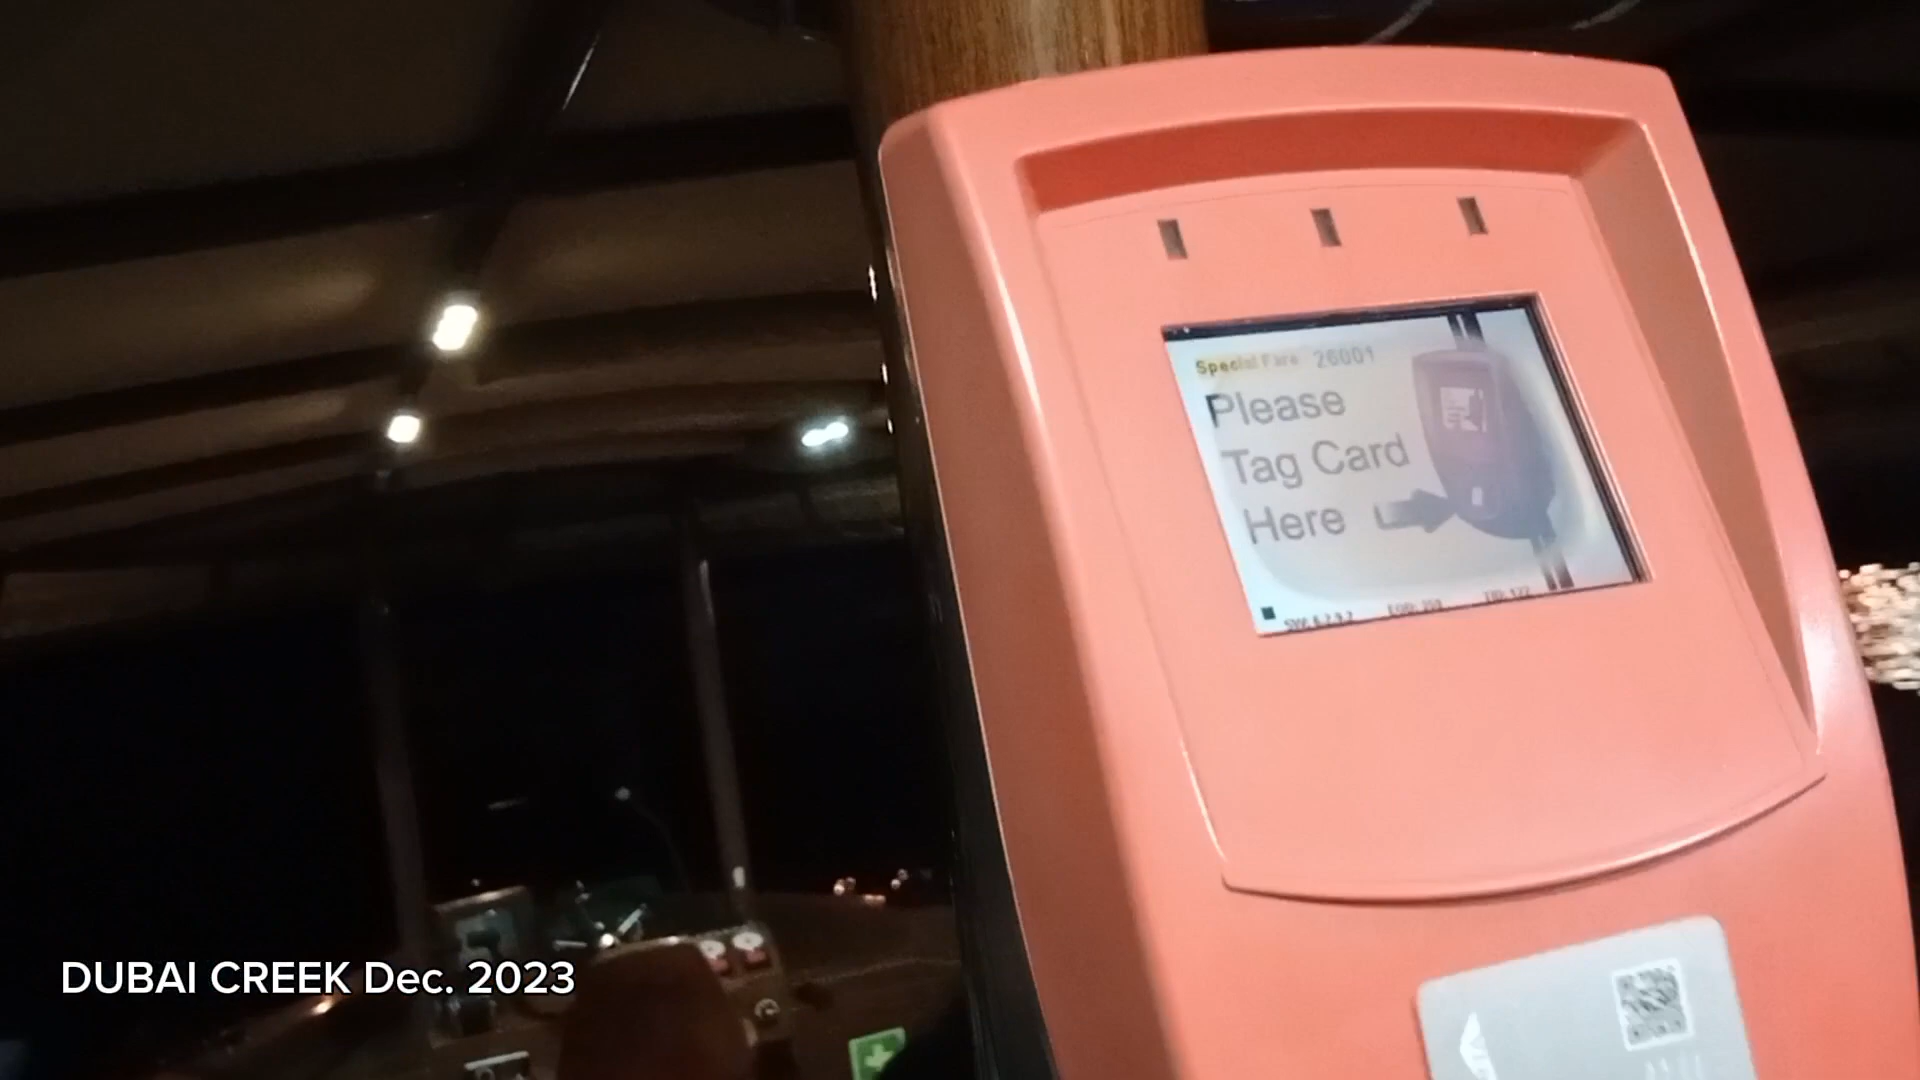 Special Fare 26001
Please
Tag Card
Here
DUBAI CREEK Dec. 2023